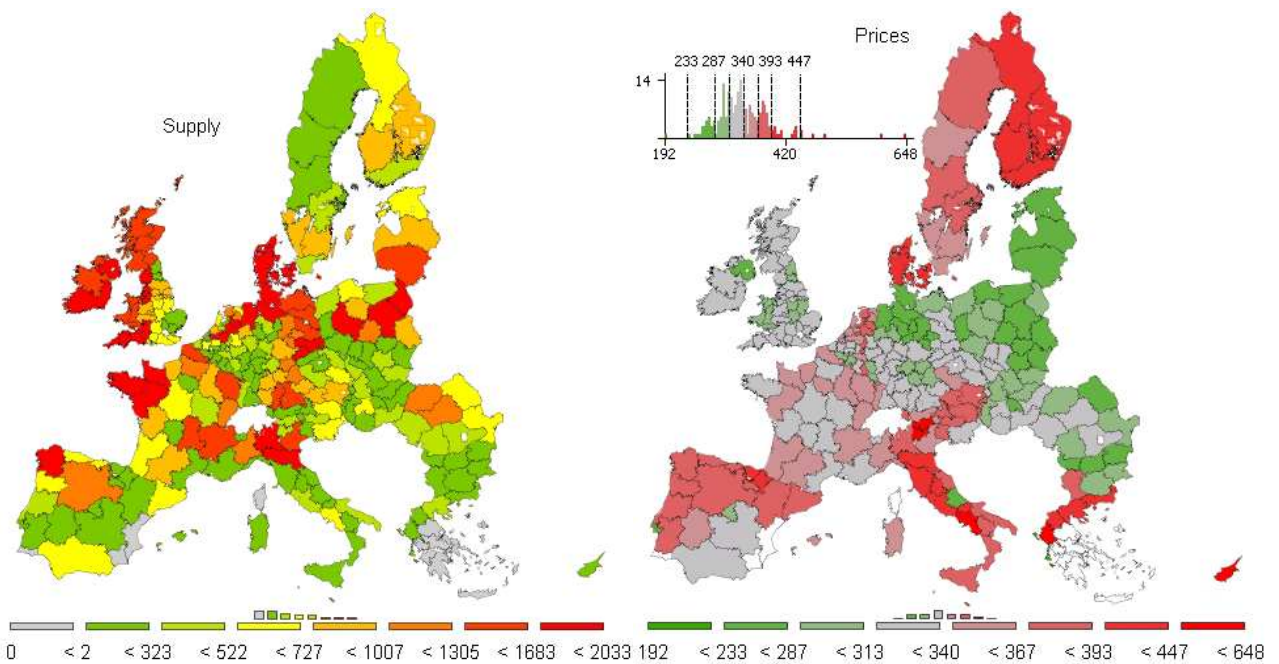 Supply
Prices
233 287 340 393 447
14
192 420 648
0 < 2 < 323 < 522 < 727 < 1007 < 1305 < 1683 < 2033
192 < 233 < 287 < 313 < 340 < 367 < 393 < 447 < 648